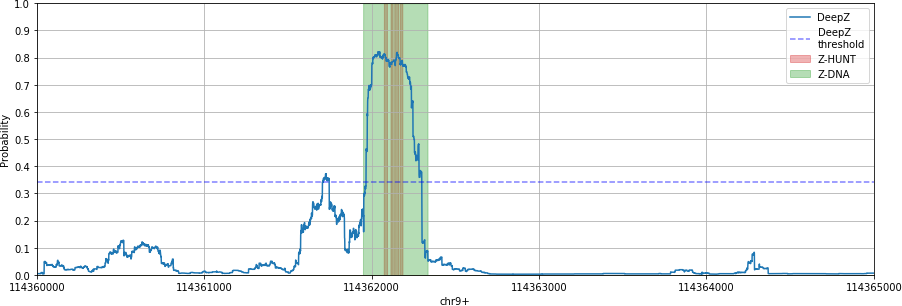 1.0
0.9
0.8
0.7
0.6
0.5
0.4
0.3
0.2
0.1
0.0
Probability
DeepZ
DeepZ
threshold
Z-HUNT
Z-DNA
114360000 114361000 114362000 114363000 114364000 114365000
chr9+